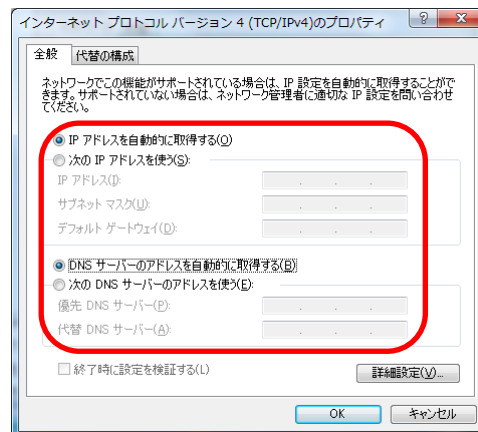 インターネット プロトコル バージョン 4 (TCP/IPv4)のプロパティ
全般
代替の構成
ネットワークでこの機能がサポートされている場合は、IP 設定を自動的に取得することがで
きます。サポートされていない場合は、ネットワーク管理者に適切な IP 設定を問い合わせ
てください。
IP アドレスを自動的に取得する(O)
次の IP アドレスを使う(S):
IP アドレス(I):
サブネット マスク(U):
デフォルト ゲートウェイ(D):
DNS サーバーのアドレスを自動的に取得する(B)
次の DNS サーバーのアドレスを使う(E):
優先 DNS サーバー(P):
代替 DNS サーバー(A):
終了時に設定を検証する(L)
詳細設定(V)...
OK
キャンセル